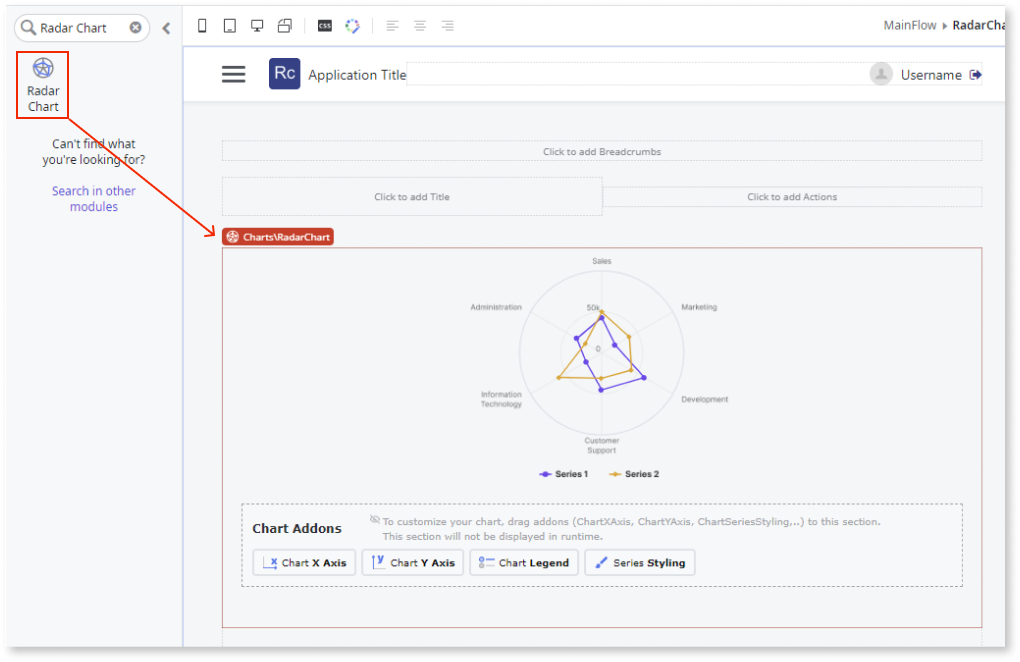 Radar Chart
CSS
MainFlow ▸ RadarCha
Radar
Chart
Rc Application Title
Username
Can't find what
you're looking for?
Search in other
modules
Click to add Breadcrumbs
Click to add Title
Click to add Actions
Charts\RadarChart
Sales
Administration
50k
Marketing
0
Information
Technology
Development
Customer
Support
Series 1 Series 2
Chart Addons
To customize your chart, drag addons (ChartXAxis, ChartYAxis, ChartSeriesStyling,..) to this section.
This section will not be displayed in runtime.
x Chart X Axis
y Chart Y Axis
Chart Legend
Series Styling